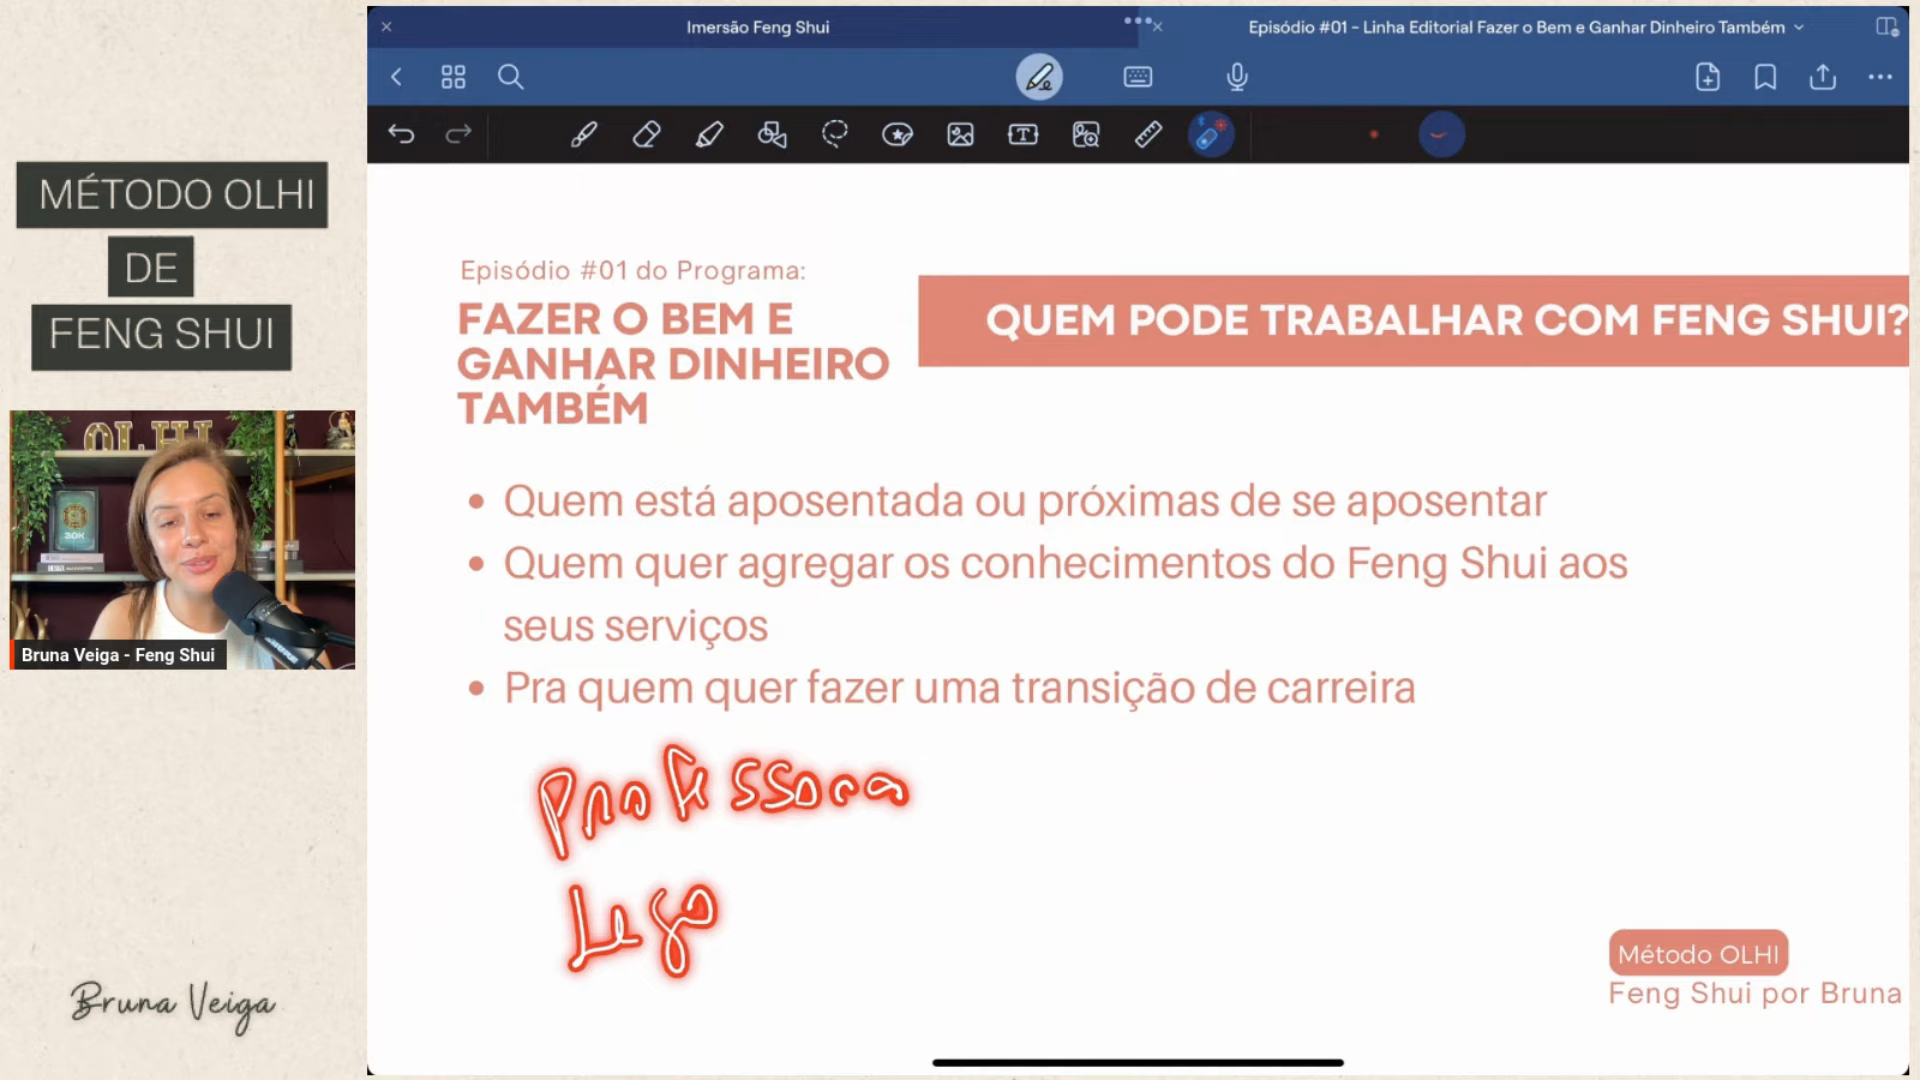 MÉTODO OLHI
DE
FENG SHUI
OLHI
30K
Bruna Veiga - Feng Shui
Bruna Veiga
Imersão Feng Shui
Episódio #01 - Linha Editorial Fazer o Bem e Ganhar Dinheiro Também
Episódio #01 do Programa:
FAZER O BEM E
GANHAR DINHEIRO
TAMBÉM
QUEM PODE TRABALHAR COM FENG SHUI?
• Quem está aposentada ou próximas de se aposentar
• Quem quer agregar os conhecimentos do Feng Shui aos
seus serviços
• Pra quem quer fazer uma transição de carreira
Professora
Lego
Método OLHI
Feng Shui por Bruna